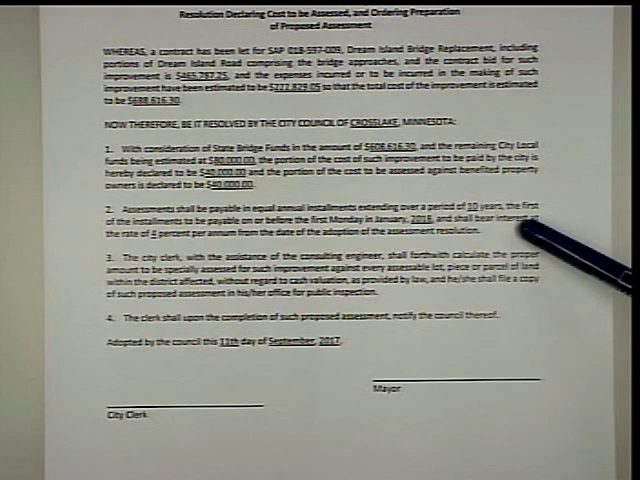 Resolution Declaring Cost to be Assessed, and Ordering Preparation
of Proposed Assessment
WHEREAS, a contract has been let for SAP 018-597-009, Dream Island Bridge Replacement, including
portions of Dream Island Road comprising the bridge approaches, and the contract bid for such
improvement is $465,787.25, and the expenses incurred or to be incurred in the making of such
improvement have been estimated to be $222,829.05 so that the total cost of the improvement is estimated
to be $688,616.30.
NOW THEREFORE, BE IT RESOLVED BY THE CITY COUNCIL OF CROSSLAKE, MINNESOTA:
1. With consideration of State Bridge Funds in the amount of $608,616.30, and the remaining City Local
funds being estimated at $80,000.00, the portion of the cost of such improvement to be paid by the city is
hereby declared to be $40,000.00 and the portion of the cost to be assessed against benefited property
owners is declared to be $40,000.00.
2. Assessments shall be payable in equal annual installments extending over a period of 10 years, the first
of the installments to be payable on or before the first Monday in January, 2018, and shall bear interest at
the rate of 4 percent per annum from the date of the adoption of the assessment resolution.
3. The city clerk, with the assistance of the consulting engineer, shall forthwith calculate the proper
amount to be specially assessed for such improvement against every assessable lot, piece or parcel of land
within the district affected, without regard to cash valuation, as provided by law, and he/she shall file a copy
of such proposed assessment in his/her office for public inspection.
4. The clerk shall upon the completion of such proposed assessment, notify the council thereof.
Adopted by the council this 11th day of September, 2017.
Mayor
City Clerk